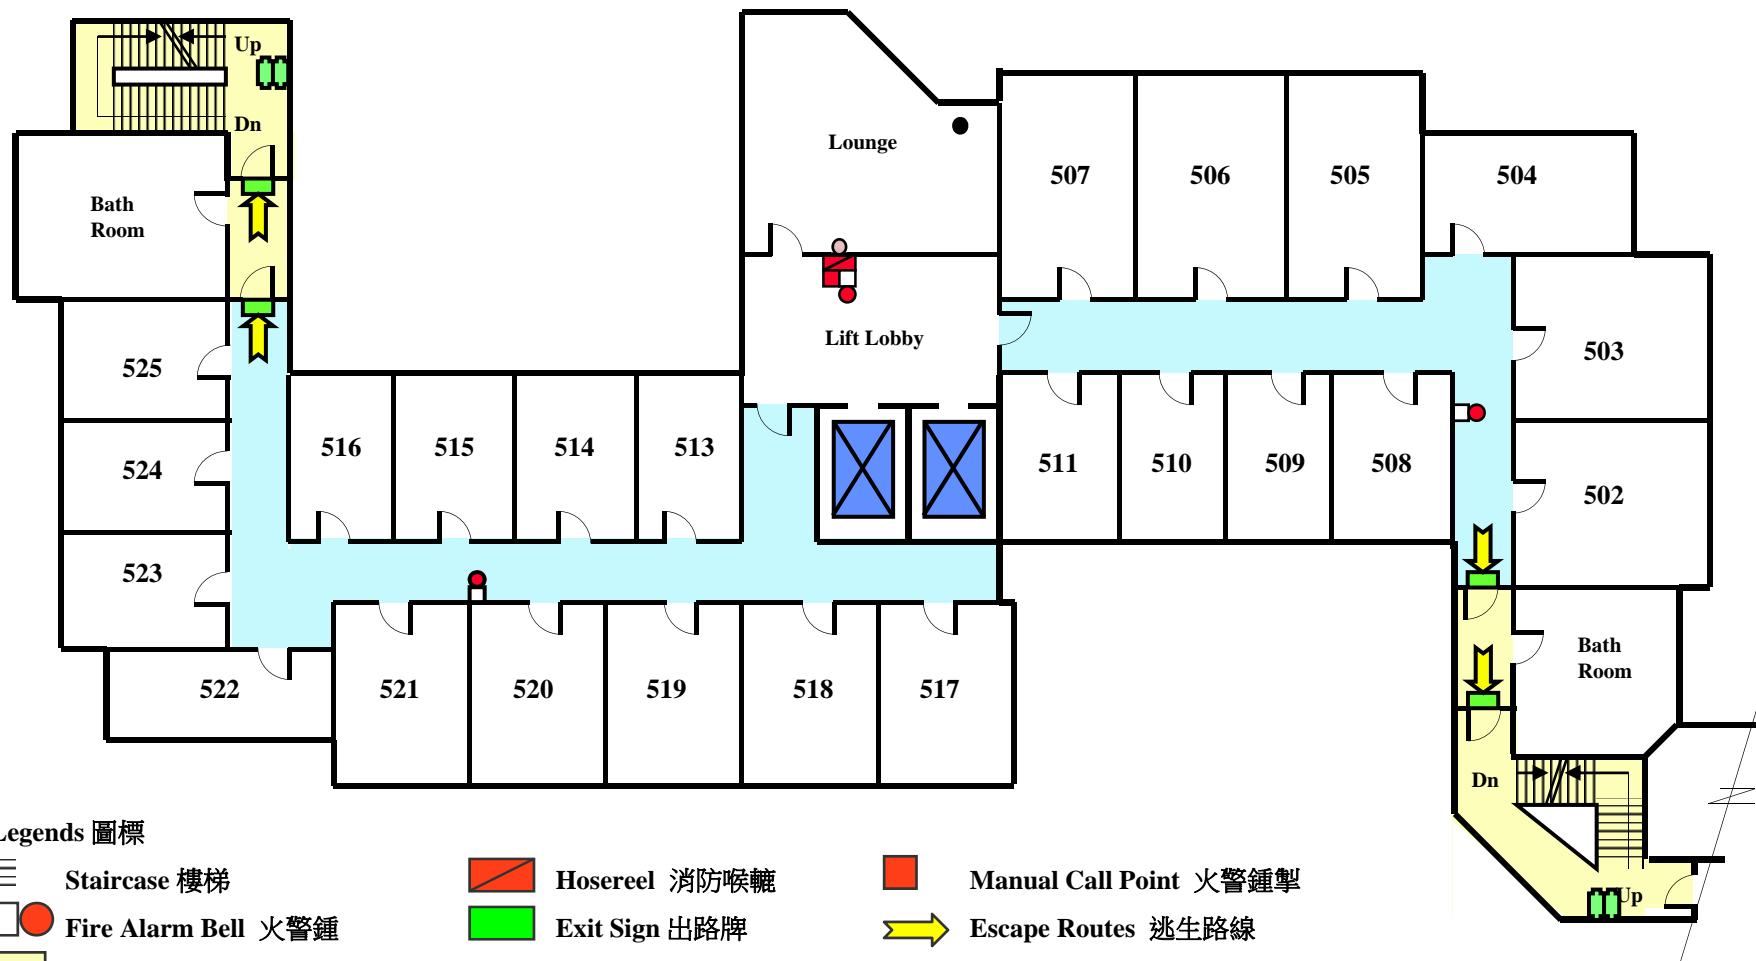 Up
Dn
Bath
Room
Lounge
507
506
505
504
Lift Lobby
503
525
516
515
514
513
511
510
509
508
524
502
523
522
521
520
519
518
517
Bath
Room
Dn
Up
Legends 圖標
Staircase 樓梯
Hosereel 消防喉轆
Manual Call Point 火警鍾掣
Fire Alarm Bell 火警鍾
Exit Sign 出路牌
Escape Routes 逃生路線